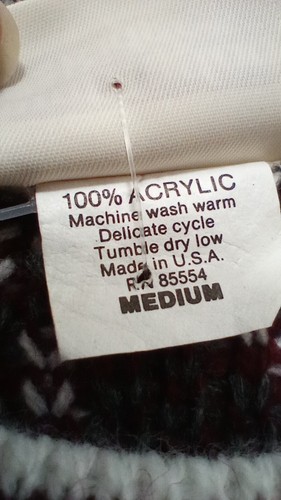 100% ACRYLIC
Machine wash warm
Delicate cycle
Tumble dry low
Made in U.S.A.
RN 85554
MEDIUM